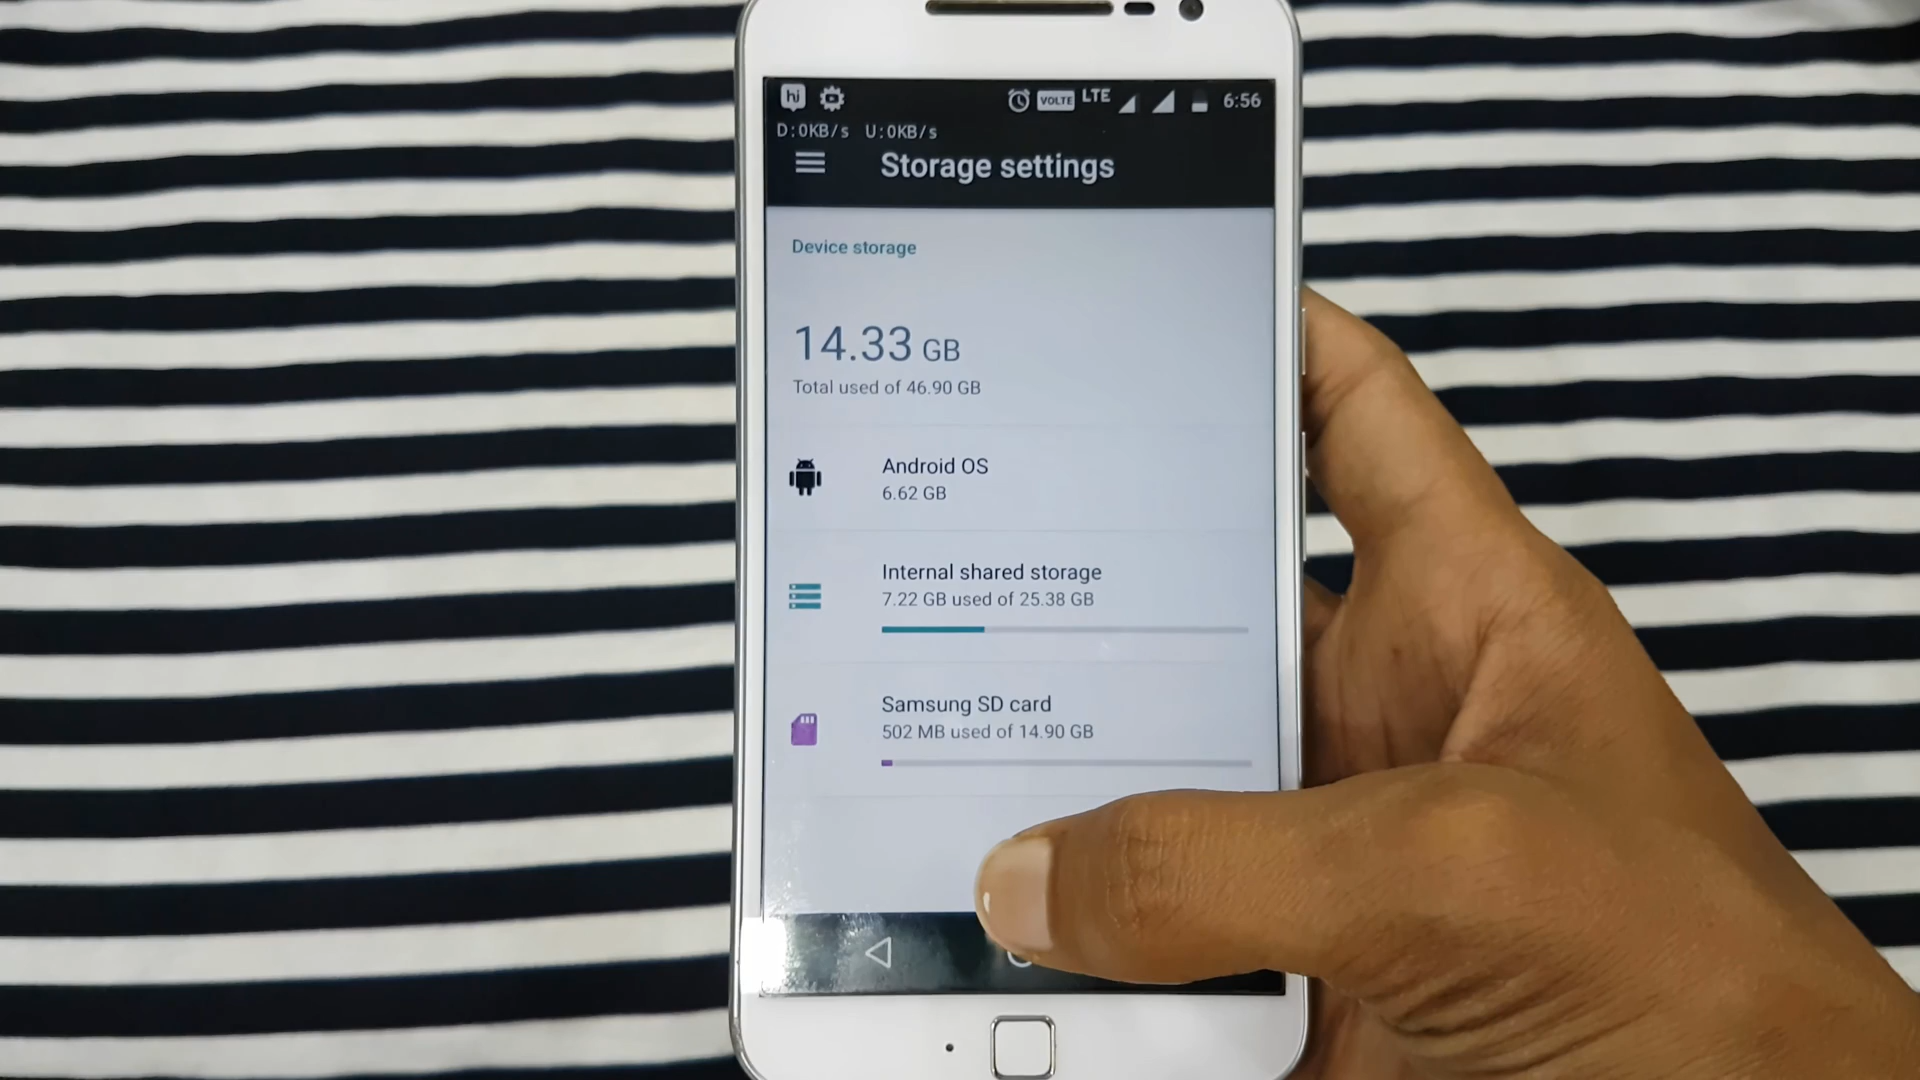 hi VOLTE LTE 6:56
D:0KB/s U:0KB/s
Storage settings
Device storage
14.33 GB
Total used of 46.90 GB
Android OS
6.62 GB
Internal shared storage
7.22 GB used of 25.38 GB
Samsung SD card
502 MB used of 14.90 GB